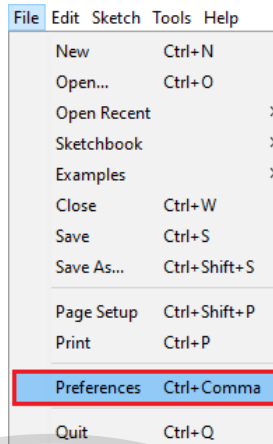 File Edit Sketch Tools Help
New Ctrl+N
Open... Ctrl+O
Open Recent
Sketchbook
Examples
Close Ctrl+W
Save Ctrl+S
Save As... Ctrl+Shift+S
Page Setup Ctrl+Shift+P
Print Ctrl+P
Preferences Ctrl+Comma
Quit Ctrl+Q